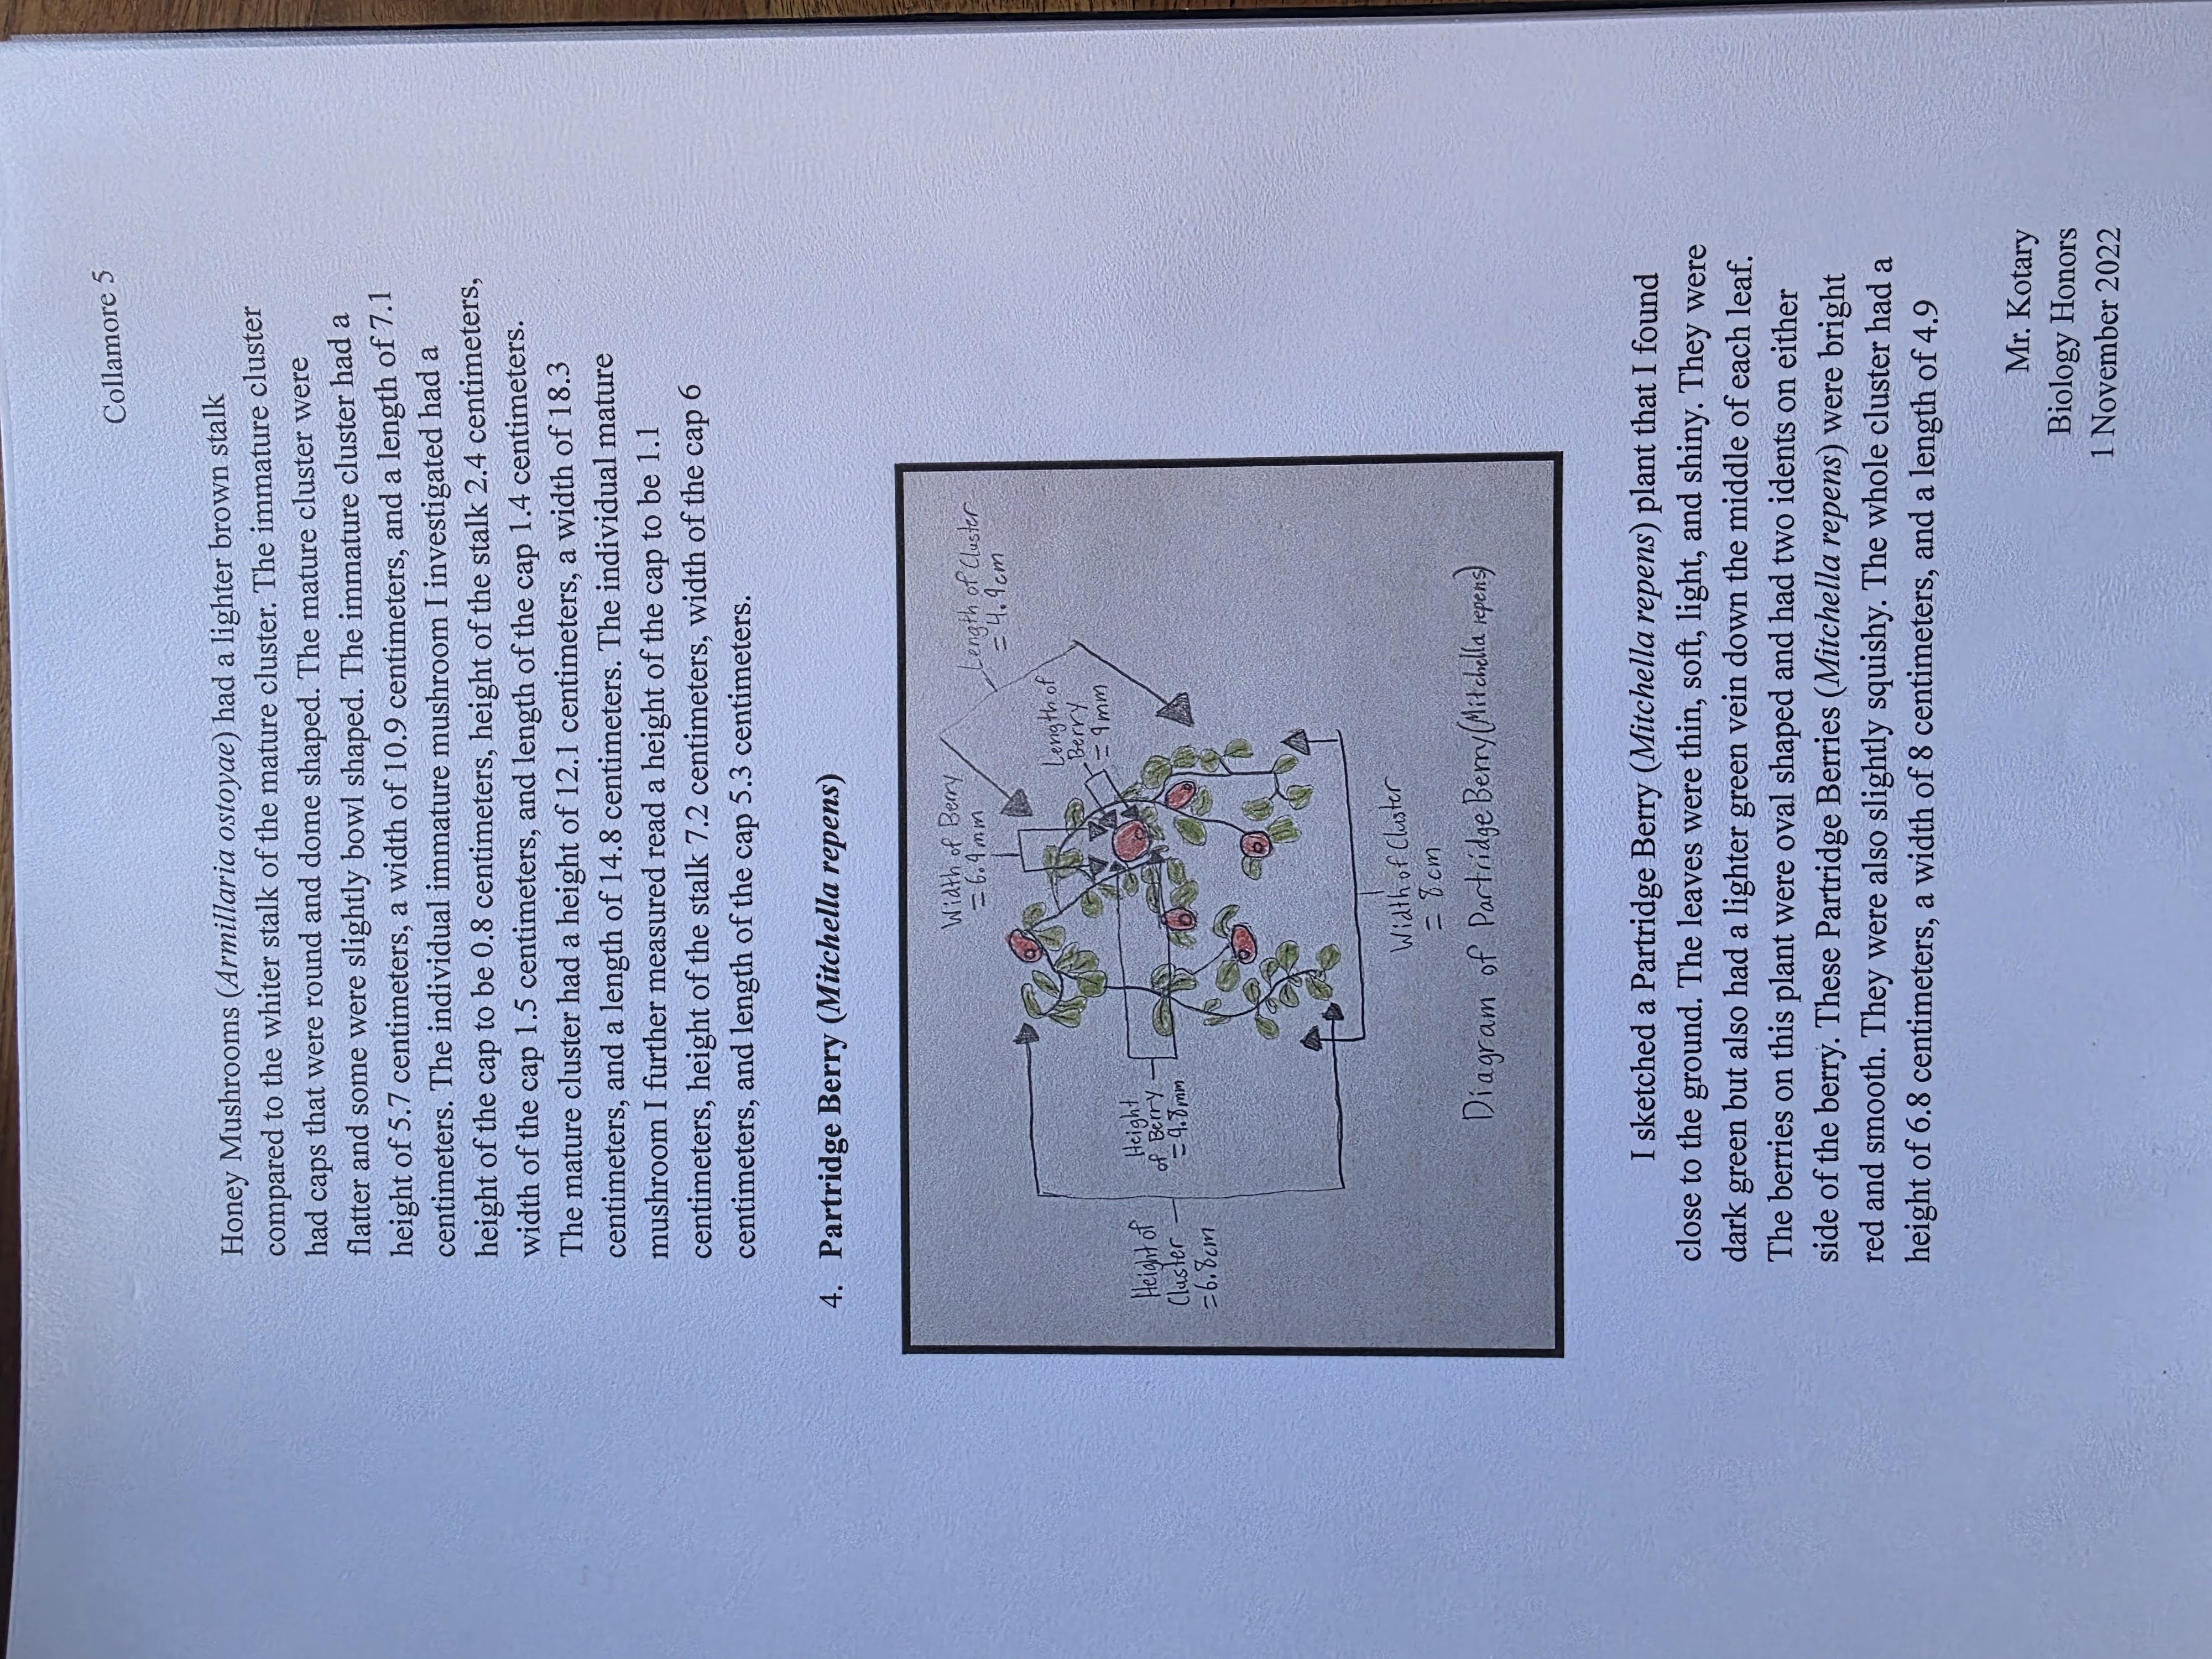 Collamore 5
Honey Mushrooms (Armillaria ostoyae) had a lighter brown stalk
compared to the whiter stalk of the mature cluster. The immature cluster
had caps that were round and dome shaped. The mature cluster were
flatter and some were slightly bowl shaped. The immature cluster had a
height of 5.7 centimeters, a width of 10.9 centimeters, and a length of 7.1
centimeters. The individual immature mushroom I investigated had a
height of the cap to be 0.8 centimeters, height of the stalk 2.4 centimeters,
width of the cap 1.5 centimeters, and length of the cap 1.4 centimeters.
The mature cluster had a height of 12.1 centimeters, a width of 18.3
centimeters, and a length of 14.8 centimeters. The individual mature
mushroom I further measured read a height of the cap to be 1.1
centimeters, height of the stalk 7.2 centimeters, width of the cap 6
centimeters, and length of the cap 5.3 centimeters.
4. Partridge Berry (Mitchella repens)
Width of Berry
= 6.9mm
Length of Cluster
= 4.9cm
Length of
Berry
= 9mm
Height
of Berry
= 9.8mm
Height of
Cluster
=6.8cm
Width of Cluster
= 8cm
Diagram of Partridge Berry (Mitchella repens)
I sketched a Partridge Berry (Mitchella repens) plant that I found
close to the ground. The leaves were thin, soft, light, and shiny. They were
dark green but also had a lighter green vein down the middle of each leaf.
The berries on this plant were oval shaped and had two idents on either
side of the berry. These Partridge Berries (Mitchella repens) were bright
red and smooth. They were also slightly squishy. The whole cluster had a
height of 6.8 centimeters, a width of 8 centimeters, and a length of 4.9
Mr. Kotary
Biology Honors
1 November 2022